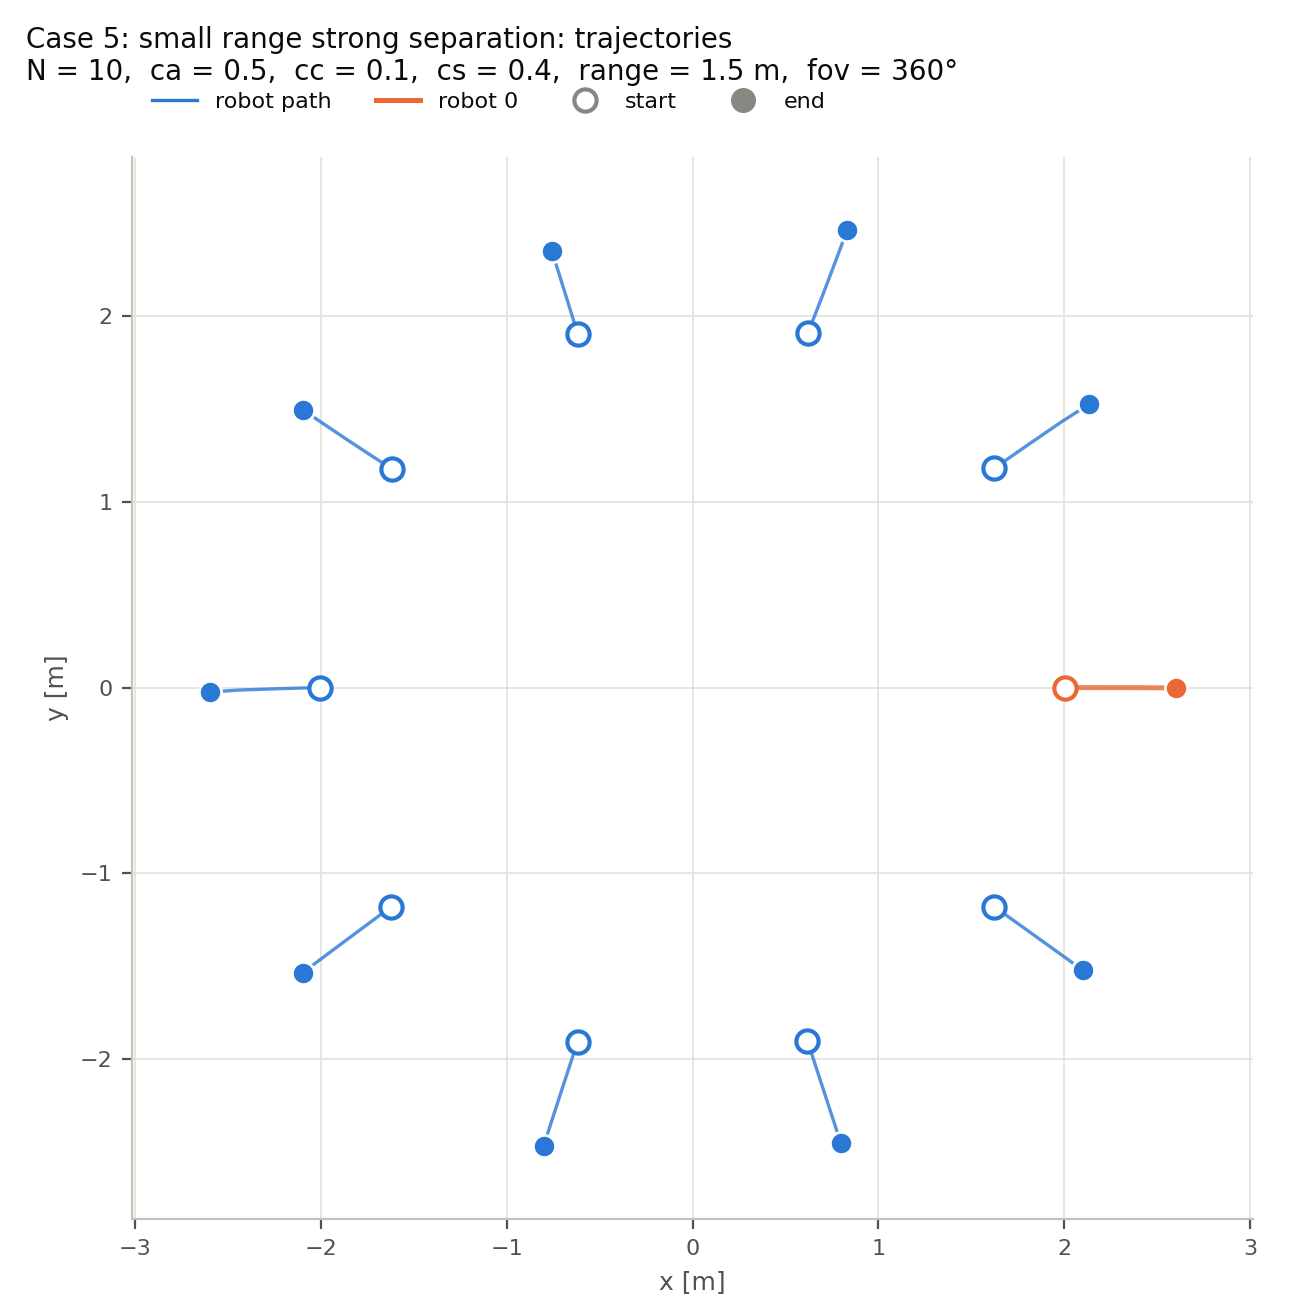 Case 5: small range strong separation: trajectories
N = 10,  ca = 0.5,  cc = 0.1,  cs = 0.4,  range = 1.5 m,  fov = 360°
robot path robot 0 start end
2
1
0
−1
−2
y [m]
−3 −2 −1 0 1 2 3
x [m]